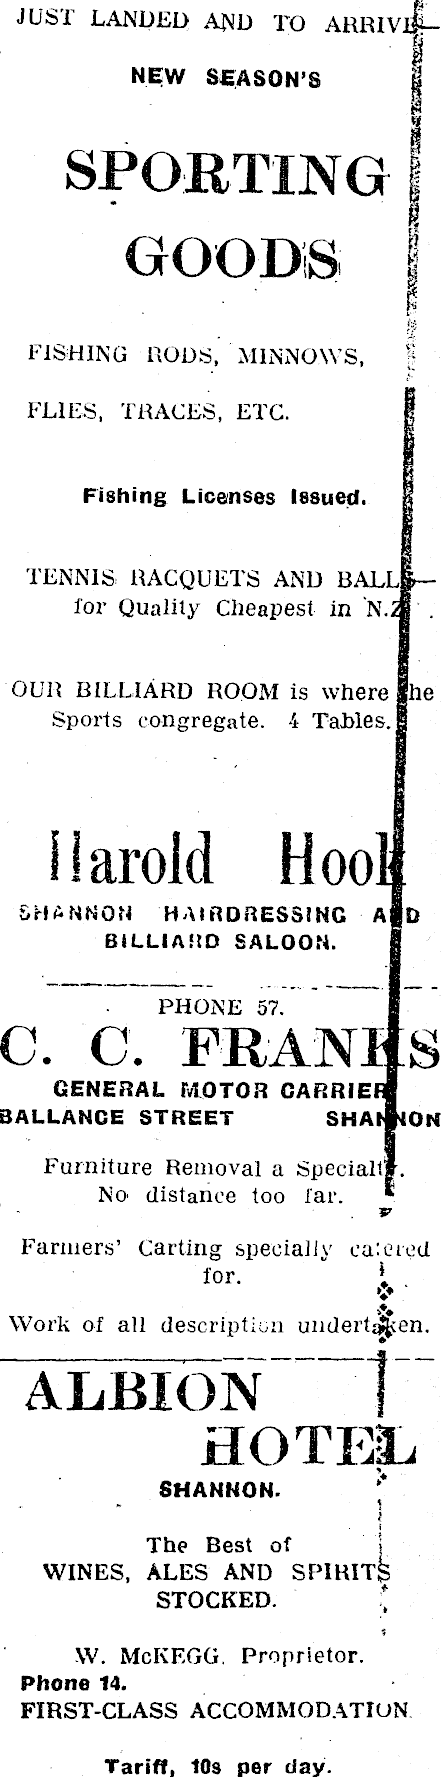 JUST LANDED AND TO ARRIVE—
NEW SEASON'S
SPORTING
GOODS
FISHING RODS, MINNOWS,
FLIES, TRACES, ETC.
Fishing Licenses Issued.
TENNIS RACQUETS AND BALLS—
for Quality Cheapest in N.Z.
OUR BILLIARD ROOM is where the
Sports congregate. 4 Tables.
Harold Hook
SHANNON HAIRDRESSING AND
BILLIARD SALOON.
PHONE 57.
C. C. FRANKS
GENERAL MOTOR CARRIER
BALLANCE STREET SHANNON
Furniture Removal a Specialty.
No distance too far.
Farmers' Carting specially catered
for.
Work of all description undertaken.
ALBION
HOTEL
SHANNON.
The Best of
WINES, ALES AND SPIRITS
STOCKED.
W. McKEGG, Proprietor.
Phone 14.
FIRST-CLASS ACCOMMODATION
Tariff, 10s per day.